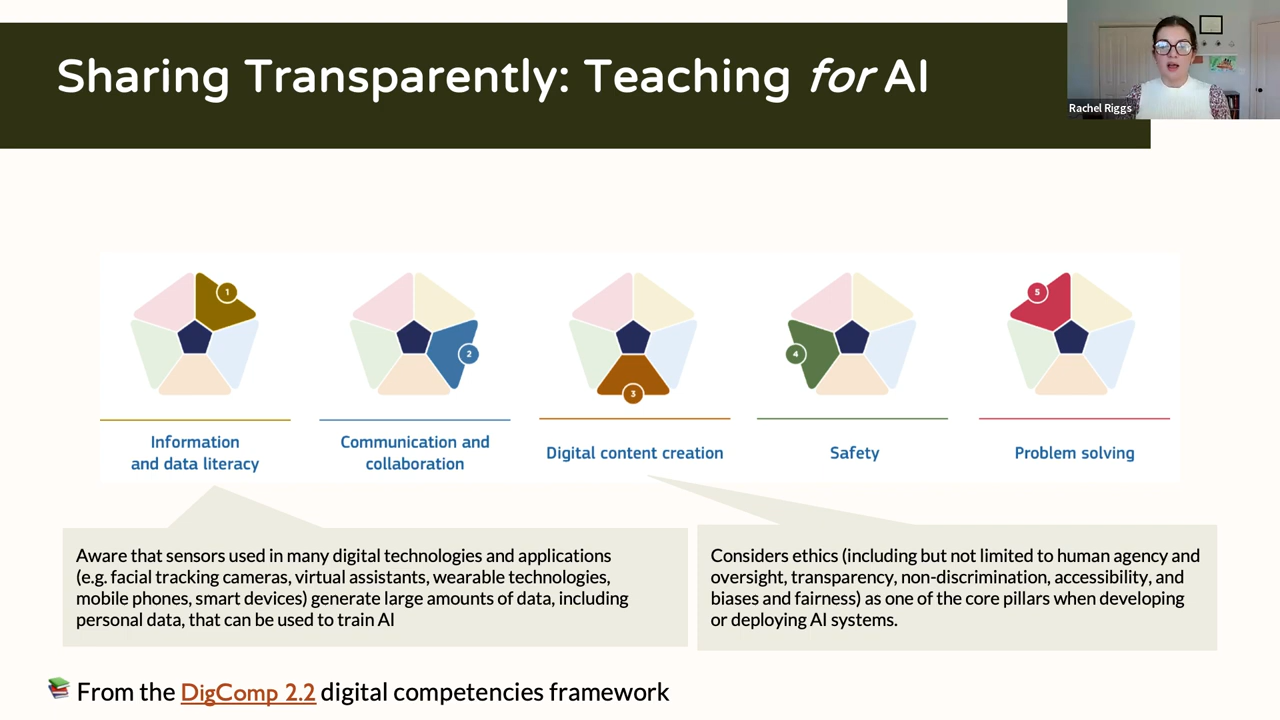 Sharing Transparently: Teaching for AI
Rachel Riggs
1
2
3
4
5
Information
and data literacy
Communication and
collaboration
Digital content creation
Safety
Problem solving
Aware that sensors used in many digital technologies and applications
(e.g. facial tracking cameras, virtual assistants, wearable technologies,
mobile phones, smart devices) generate large amounts of data, including
personal data, that can be used to train AI
Considers ethics (including but not limited to human agency and
oversight, transparency, non-discrimination, accessibility, and
biases and fairness) as one of the core pillars when developing
or deploying AI systems.
From the DigComp 2.2 digital competencies framework